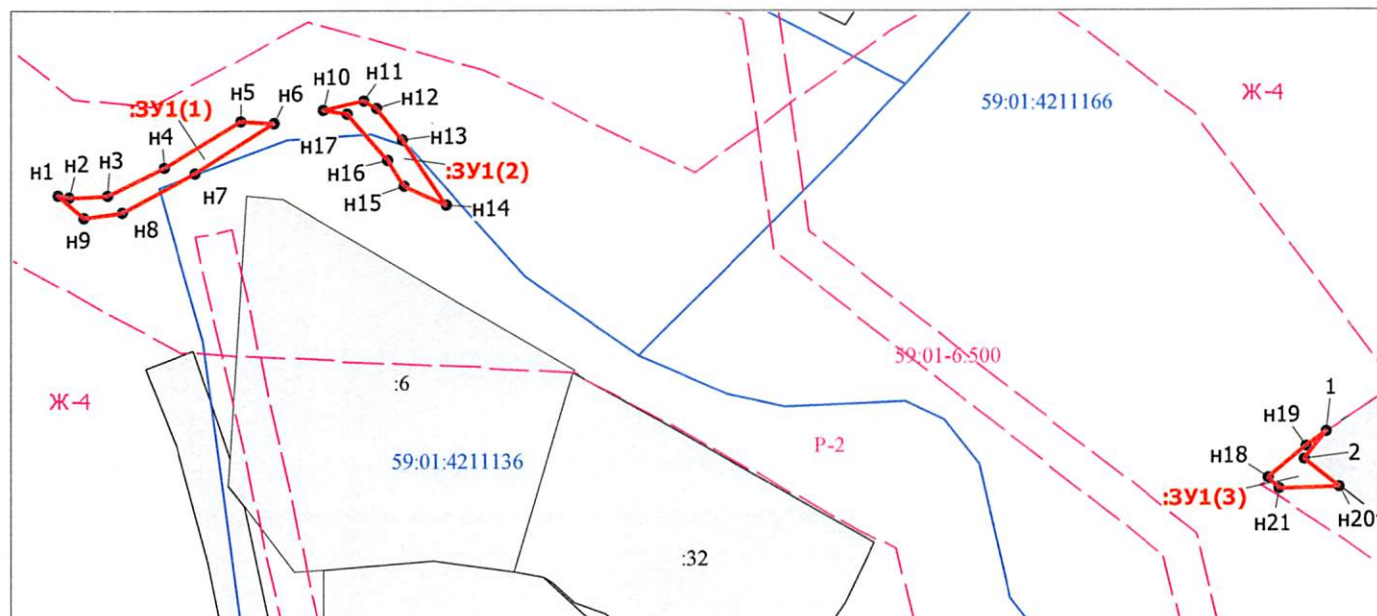 н10
н11
н12
н5
н6
:ЗУ1(1)
59:01:4211166
Ж-4
н4
н13
н17
н1
н2
н3
н16
:ЗУ1(2)
н7
н15
н14
н9
н8
59:01-6.500
:6
Ж-4
1
н19
Р-2
2
59:01:4211136
н18
:ЗУ1(3)
н21
н20
:32